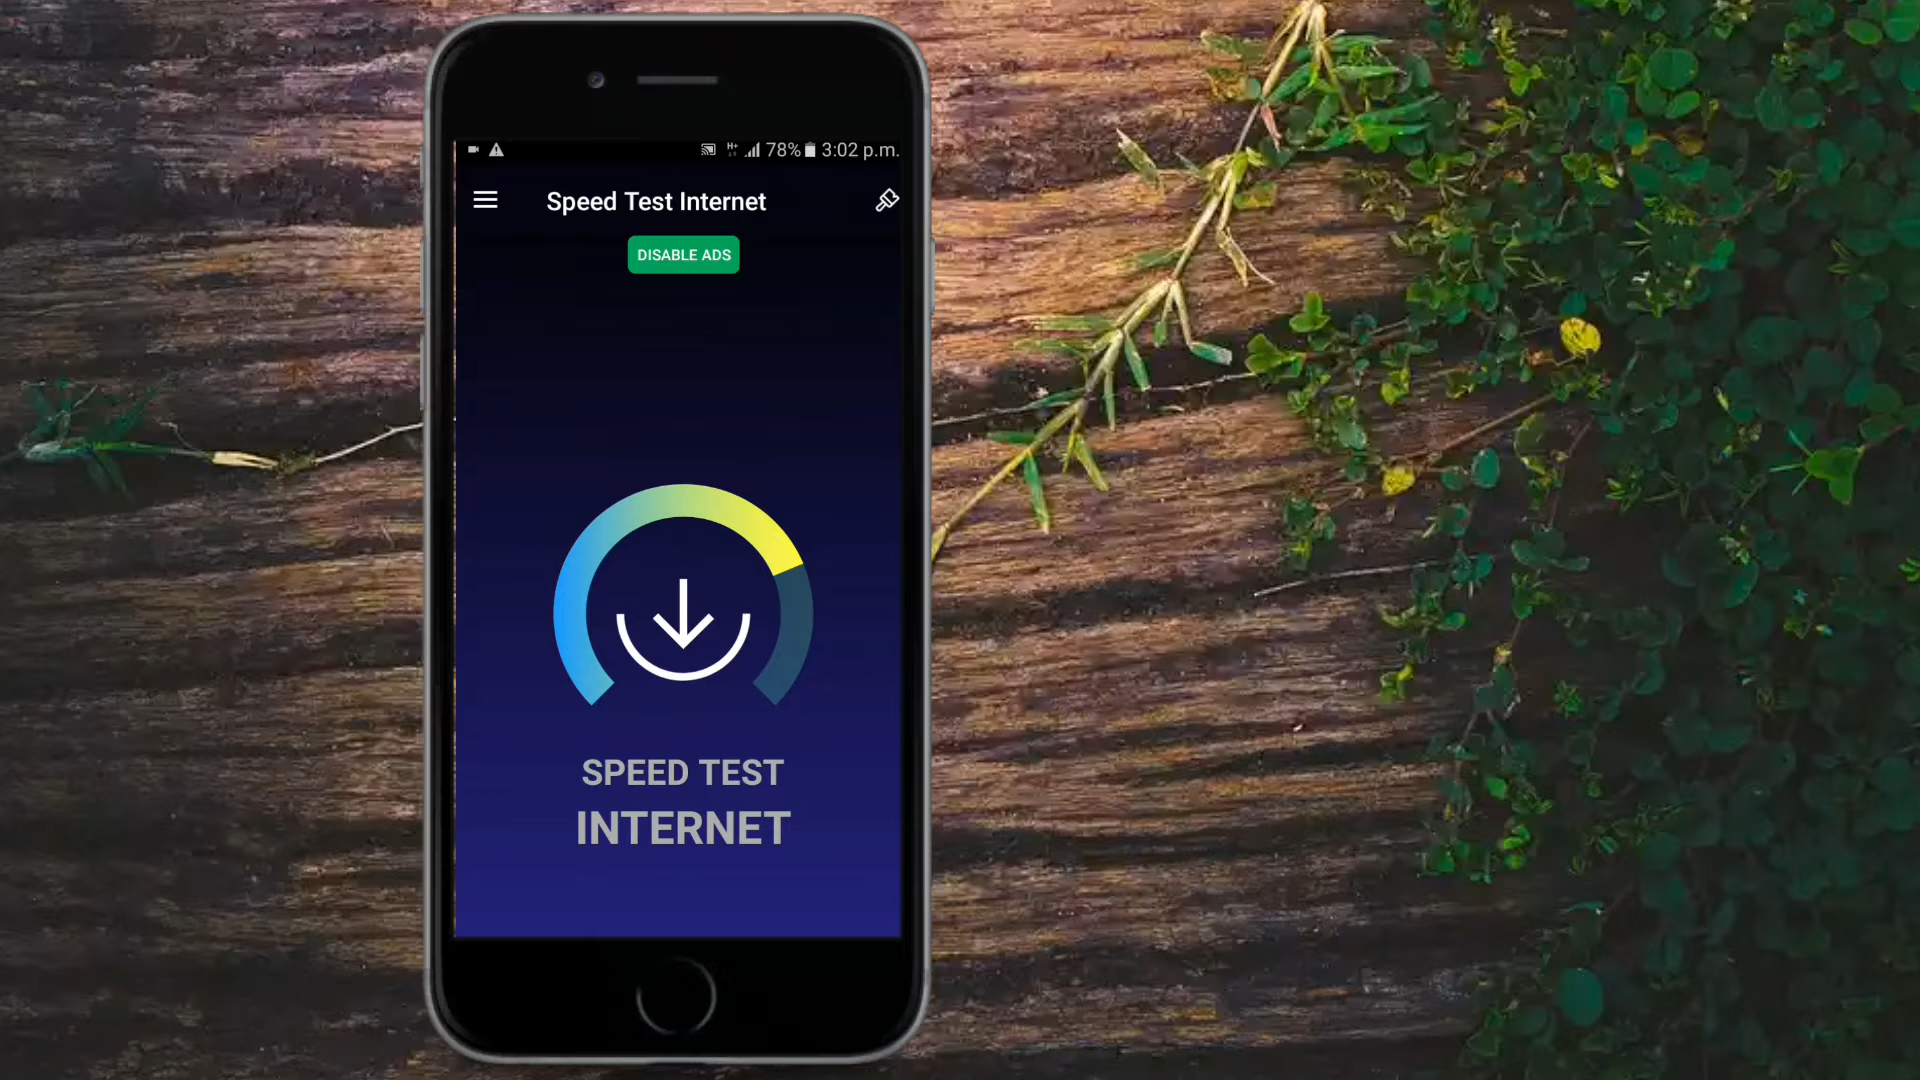 H+ 78% 3:02 p.m.
Speed Test Internet
DISABLE ADS
SPEED TEST
INTERNET